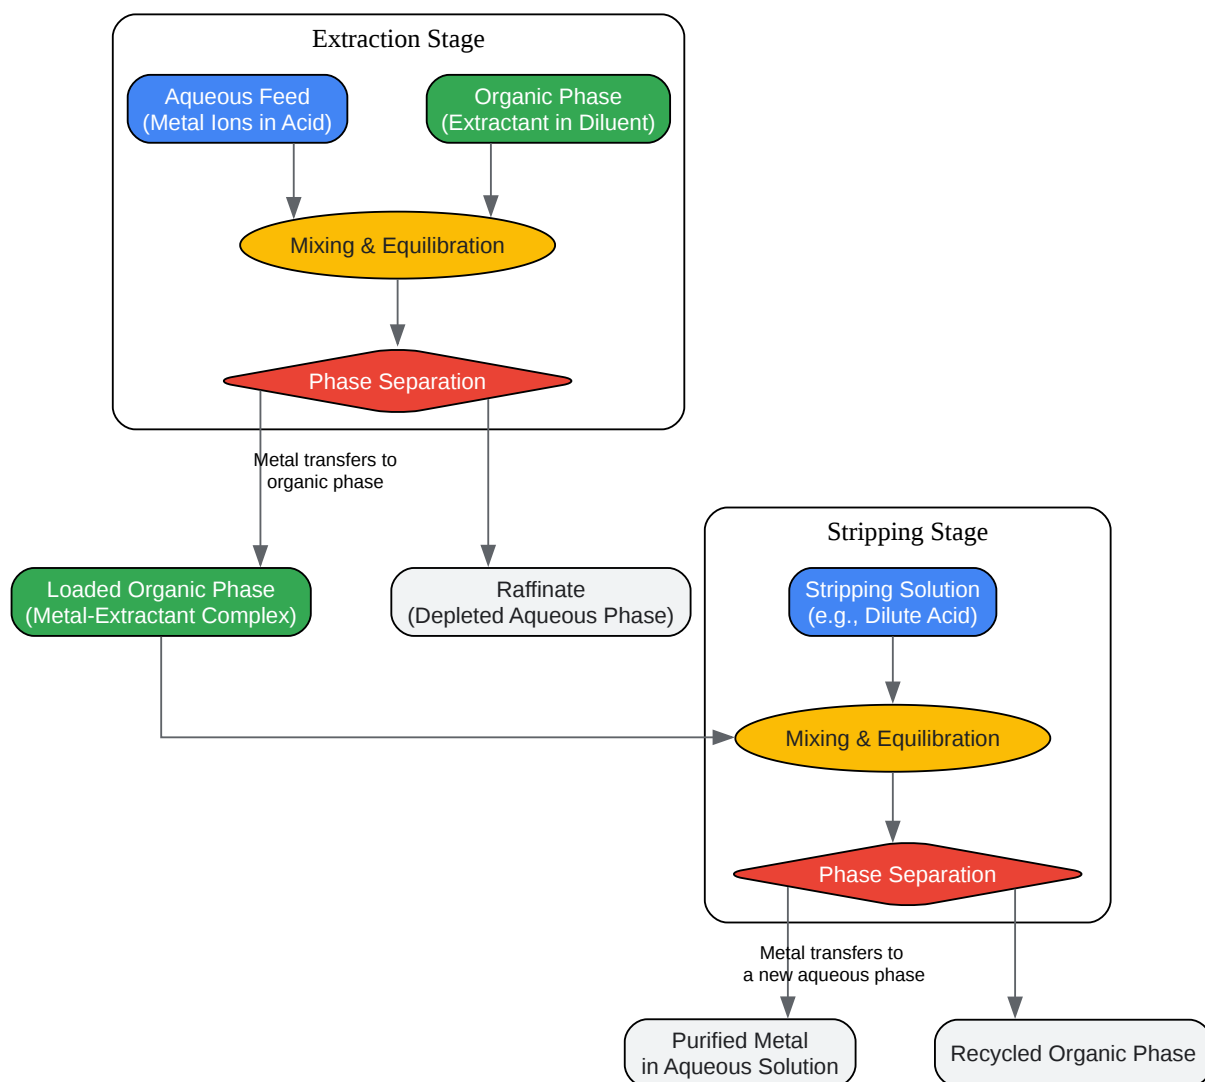 Extraction Stage
Aqueous Feed
(Metal Ions in Acid)
Organic Phase
(Extractant in Diluent)
Mixing & Equilibration
Phase Separation
Metal transfers to
organic phase
Loaded Organic Phase
(Metal-Extractant Complex)
Raffinate
(Depleted Aqueous Phase)
Stripping Stage
Stripping Solution
(e.g., Dilute Acid)
Mixing & Equilibration
Phase Separation
Metal transfers to
a new aqueous phase
Purified Metal
in Aqueous Solution
Recycled Organic Phase